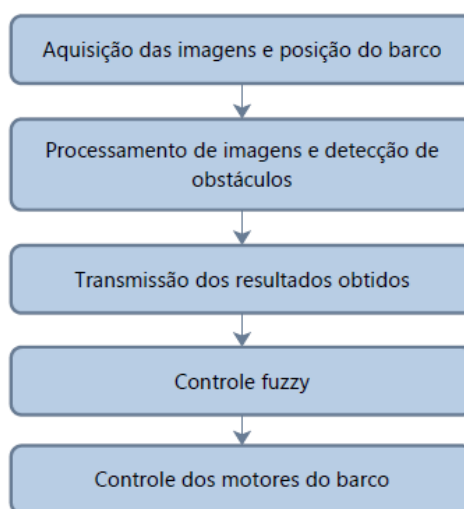 Aquisição das imagens e posição do barco
Processamento de imagens e detecção de
obstáculos
Transmissão dos resultados obtidos
Controle fuzzy
Controle dos motores do barco